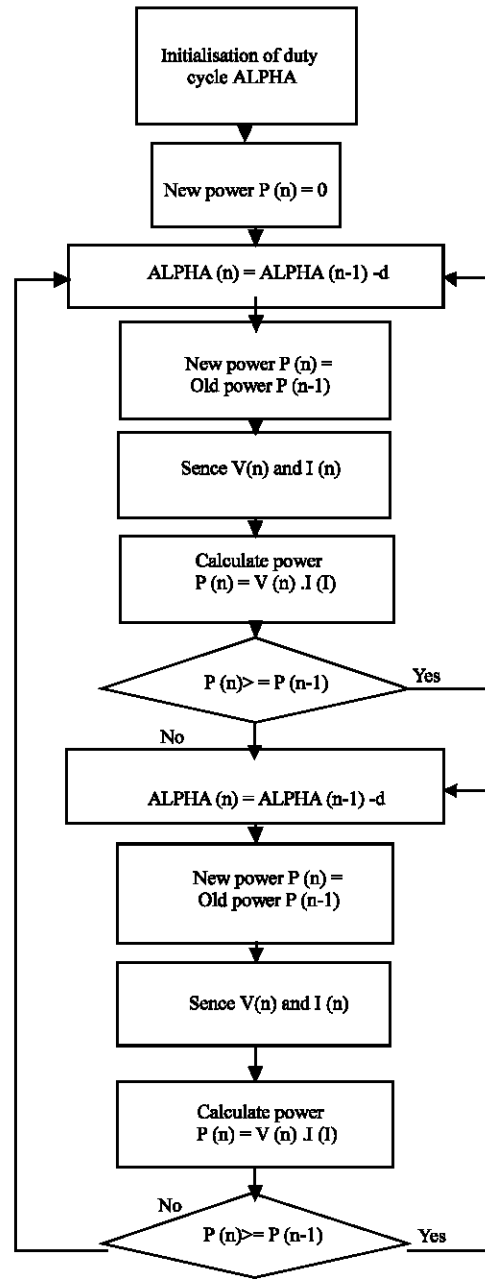 Initialisation of duty
cycle ALPHA
New power P (n) = 0
ALPHA (n) = ALPHA (n-1) -d
New power P (n) =
Old power P (n-1)
Sence V(n) and I (n)
Calculate power
P (n) = V (n) .I (I)
P (n)> = P (n-1)
Yes
No
ALPHA (n) = ALPHA (n-1) -d
New power P (n) =
Old power P (n-1)
Sence V(n) and I (n)
Calculate power
P (n) = V (n) .I (I)
No
P (n)>= P (n-1)
Yes